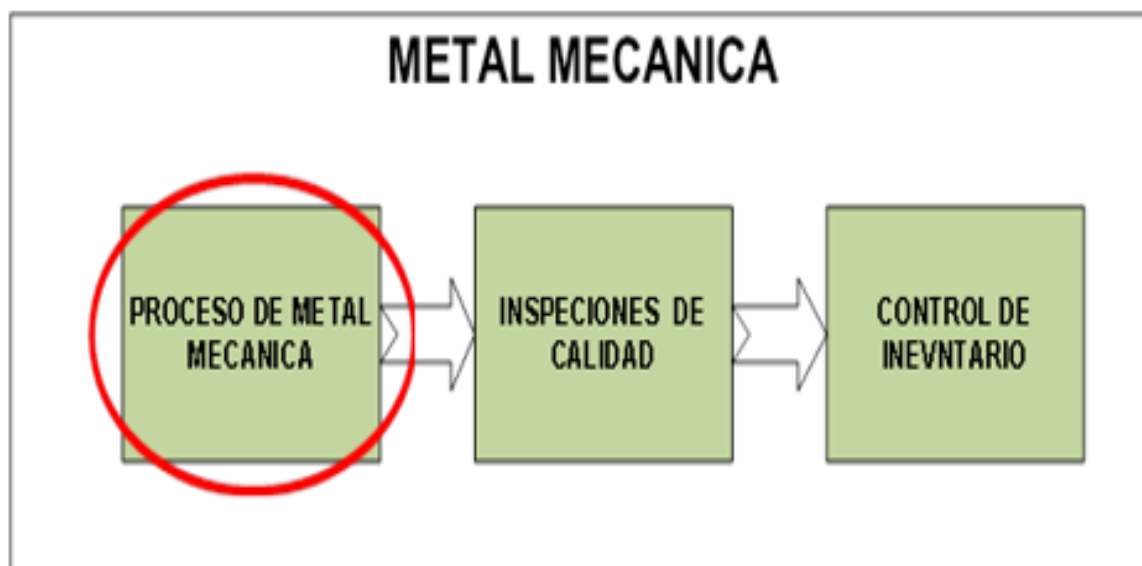 METAL MECANICA
PROCESO DE METAL
MECANICA
INSPECIONES DE
CALIDAD
CONTROL DE
INEVNTARIO